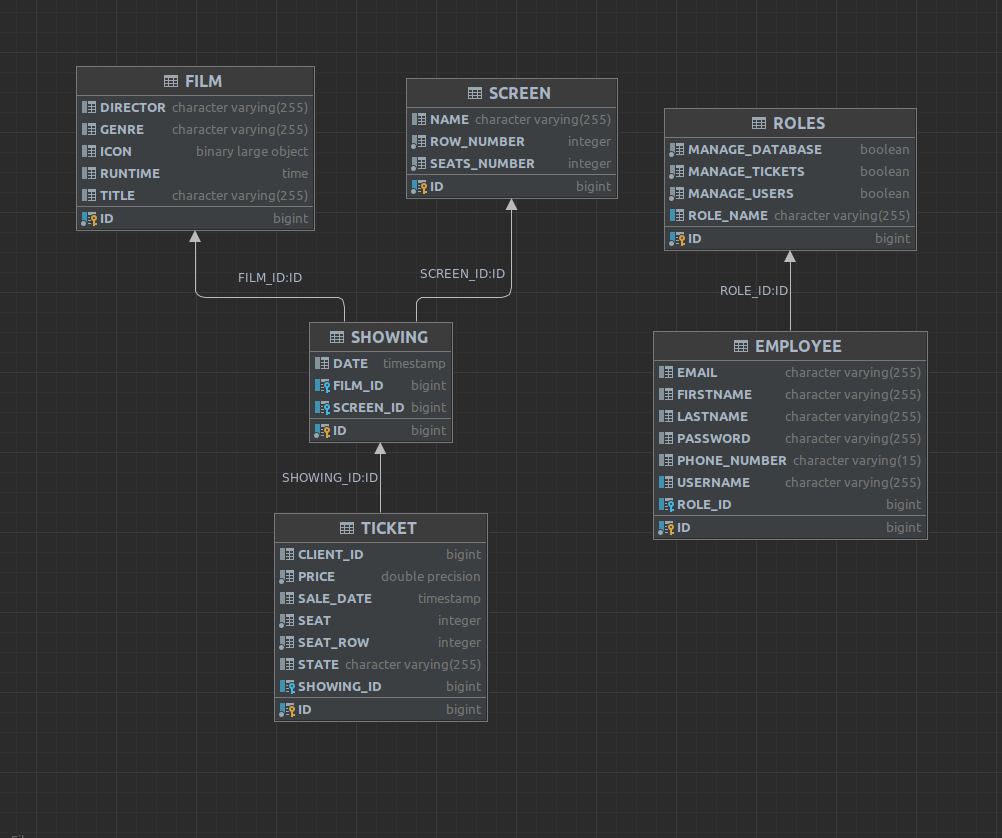 FILM
DIRECTOR character varying(255)
GENRE character varying(255)
ICON binary large object
RUNTIME time
TITLE character varying(255)
ID bigint
SCREEN
NAME character varying(255)
ROW_NUMBER integer
SEATS_NUMBER integer
ID bigint
ROLES
MANAGE_DATABASE boolean
MANAGE_TICKETS boolean
MANAGE_USERS boolean
ROLE_NAME character varying(255)
ID bigint
FILM_ID:ID
SCREEN_ID:ID
ROLE_ID:ID
SHOWING
DATE timestamp
FILM_ID bigint
SCREEN_ID bigint
ID bigint
EMPLOYEE
EMAIL character varying(255)
FIRSTNAME character varying(255)
LASTNAME character varying(255)
PASSWORD character varying(255)
PHONE_NUMBER character varying(15)
USERNAME character varying(255)
ROLE_ID bigint
ID bigint
SHOWING_ID:ID
TICKET
CLIENT_ID bigint
PRICE double precision
SALE_DATE timestamp
SEAT integer
SEAT_ROW integer
STATE character varying(255)
SHOWING_ID bigint
ID bigint